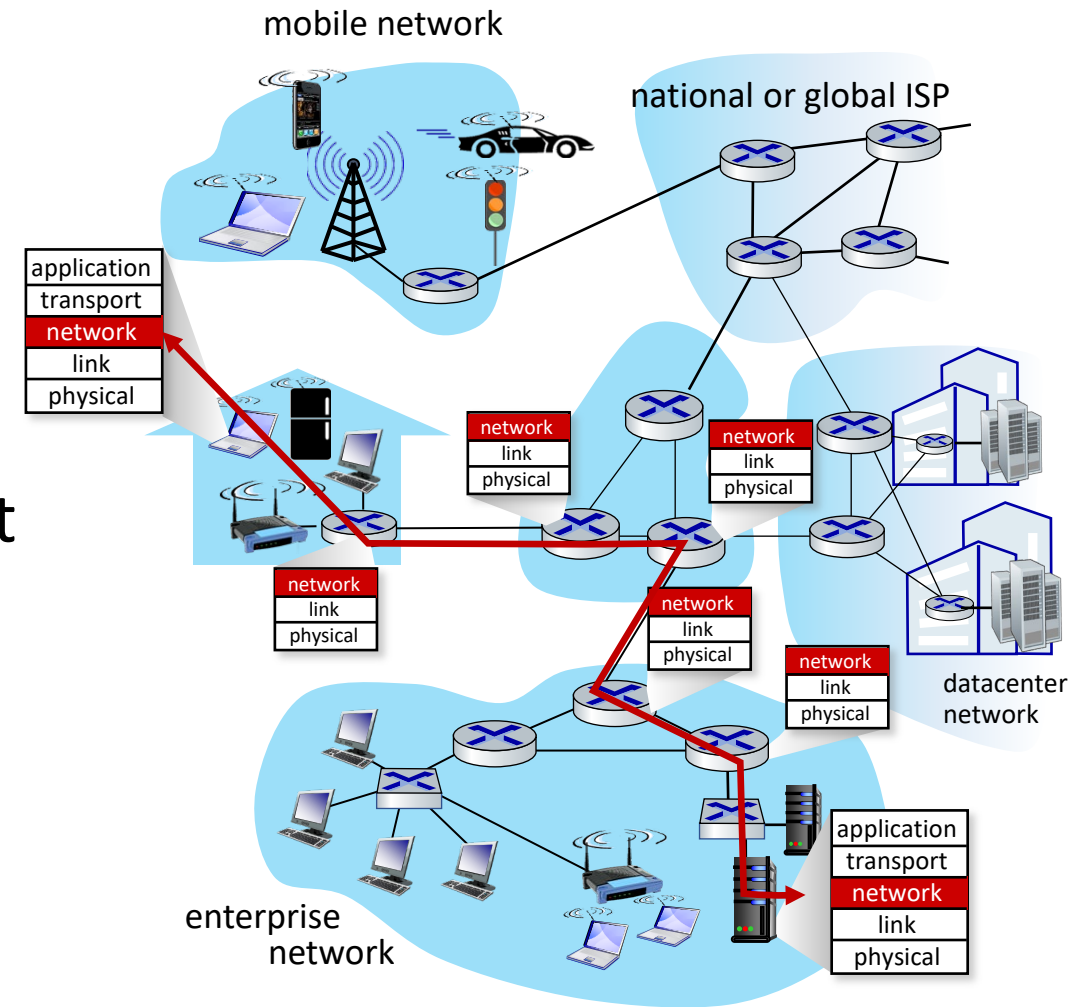 mobile network
national or global ISP
application
transport
network
link
physical
network
link
physical
network
link
physical
t
network
link
physical
network
link
physical
network
link
physical
datacenter
network
application
transport
network
link
physical
enterprise
network